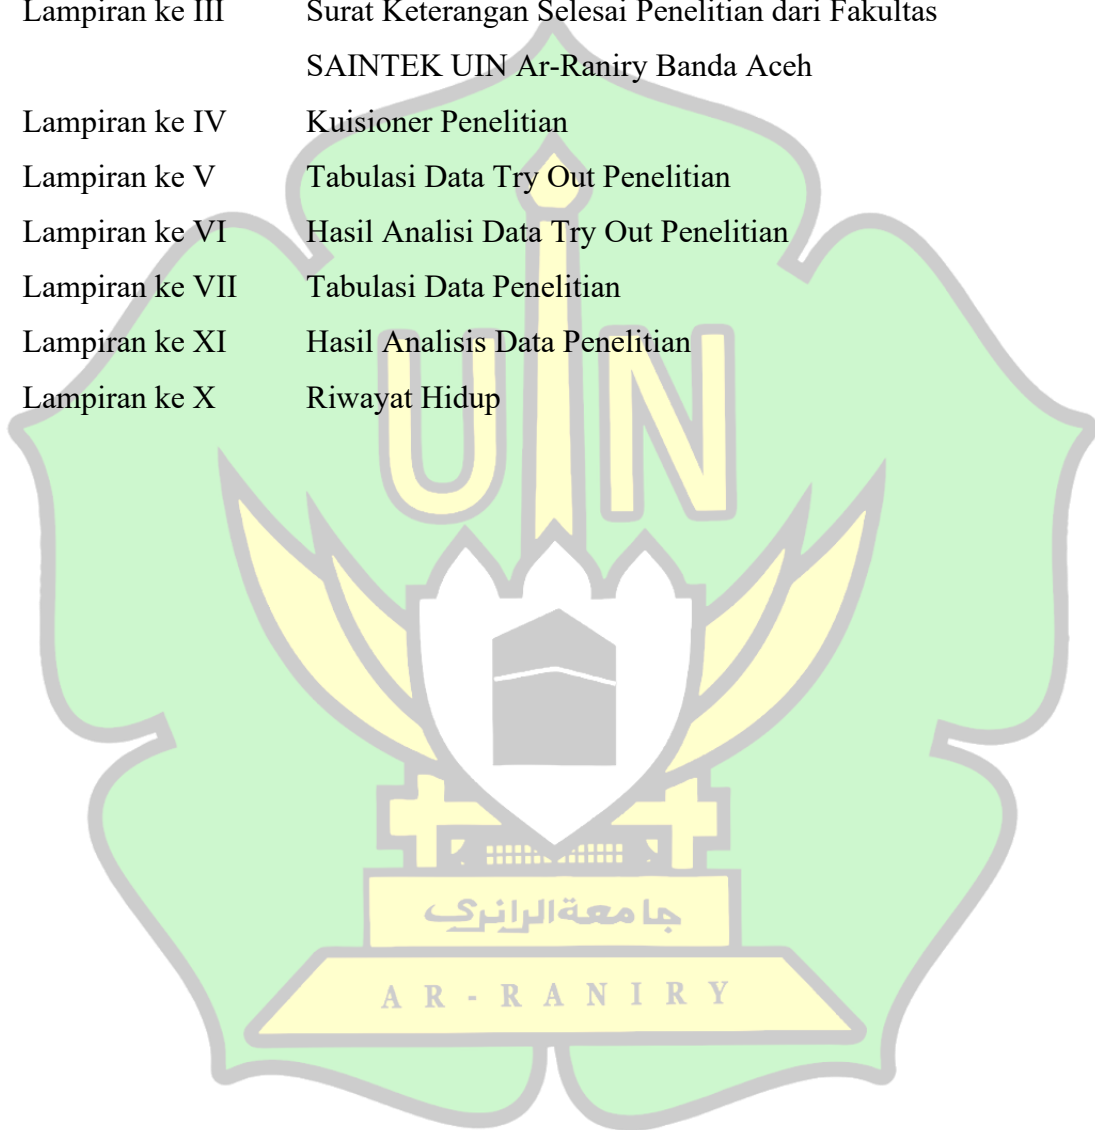 Lampiran ke III Surat Keterangan Selesai Penelitian dari Fakultas
SAINTEK UIN Ar-Raniry Banda Aceh
Lampiran ke IV Kuisioner Penelitian
Lampiran ke V Tabulasi Data Try Out Penelitian
Lampiran ke VI Hasil Analisi Data Try Out Penelitian
Lampiran ke VII Tabulasi Data Penelitian
Lampiran ke XI Hasil Analisis Data Penelitian
Lampiran ke X Riwayat Hidup
UIN
جامعةالرانري
AR-RANIRY